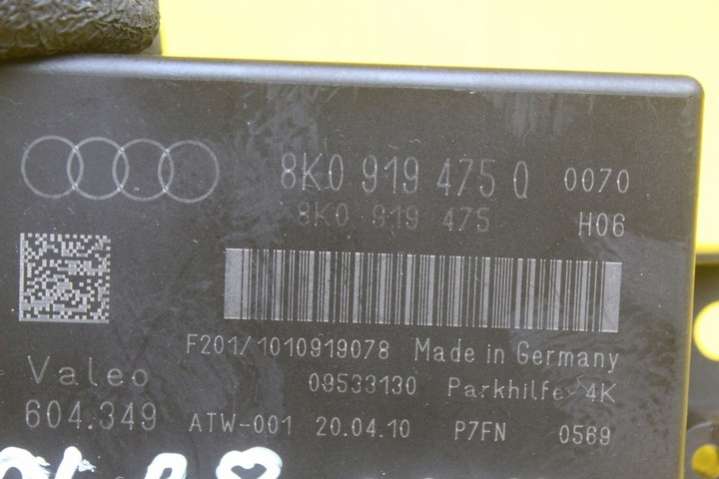 8K0 919 475 Q 0070
8K0 919 475 H06
F201/1010919078 Made in Germany
Valeo 09533130 Parkhilfe 4K
604.349 ATW-001 20.04.10 P7FN 0569